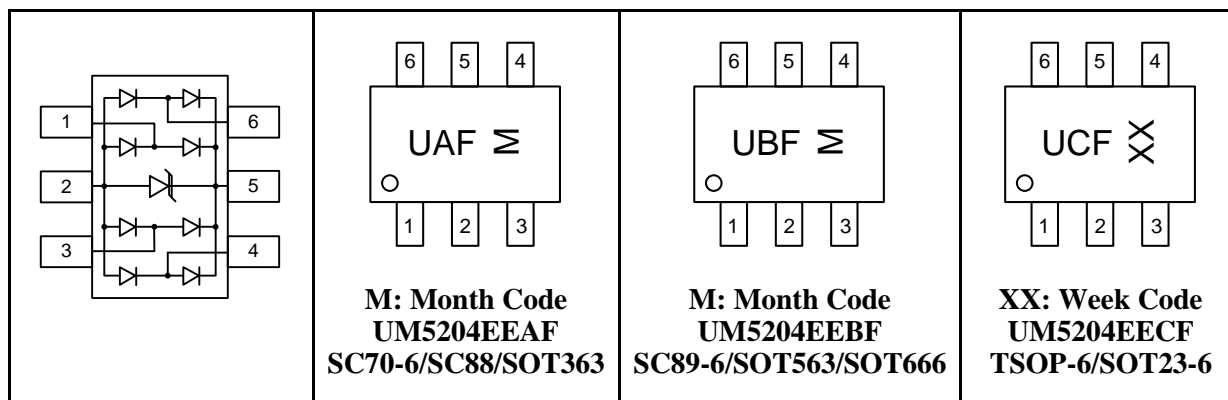 1
6
2
5
3
4
6 5 4
UAF M
1 2 3
M: Month Code
UM5204EEAF
SC70-6/SC88/SOT363
6 5 4
UBF M
1 2 3
M: Month Code
UM5204EEBF
SC89-6/SOT563/SOT666
6 5 4
UCF XX
1 2 3
XX: Week Code
UM5204EECF
TSOP-6/SOT23-6